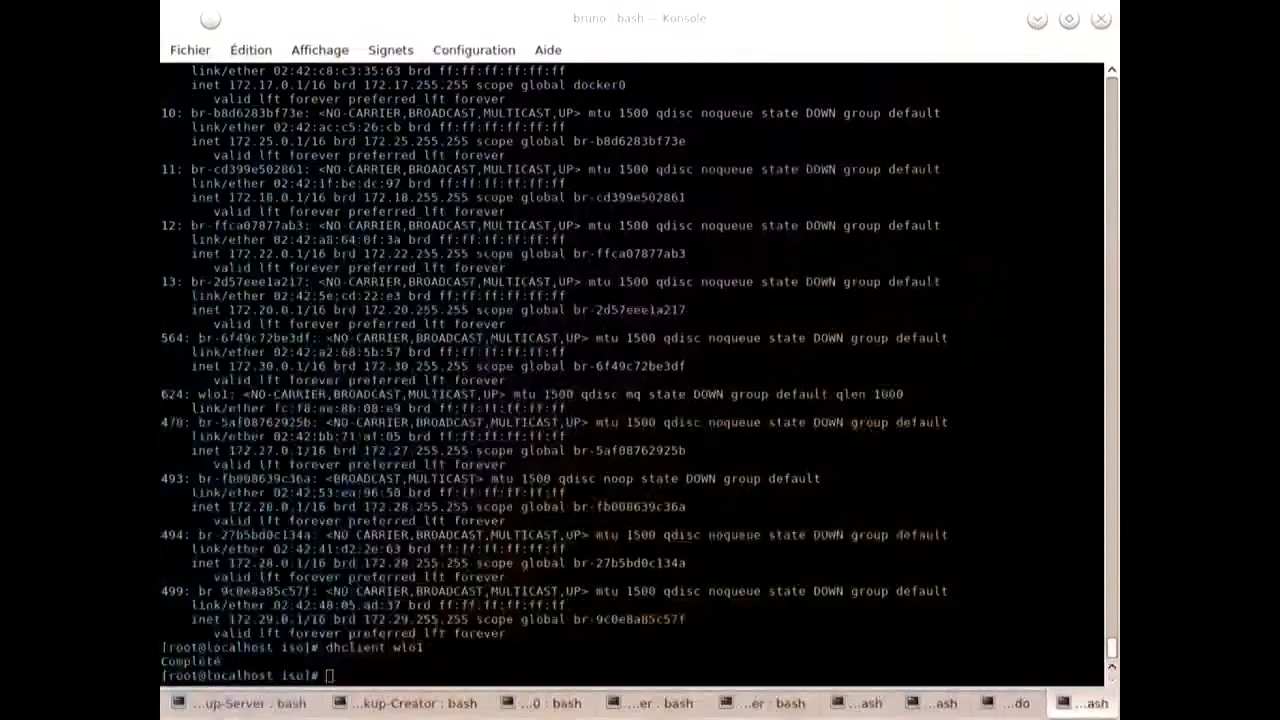 bruno : bash — Konsole
Fichier Édition Affichage Signets Configuration Aide
link/ether 02:42:c8:c3:35:63 brd ff:ff:ff:ff:ff:ff
inet 172.17.0.1/16 brd 172.17.255.255 scope global docker0
valid_lft forever preferred_lft forever
10: br-b8d6283bf73e: <NO-CARRIER,BROADCAST,MULTICAST,UP> mtu 1500 qdisc noqueue state DOWN group default
link/ether 02:42:ac:c5:26:cb brd ff:ff:ff:ff:ff:ff
inet 172.25.0.1/16 brd 172.25.255.255 scope global br-b8d6283bf73e
valid_lft forever preferred_lft forever
11: br-cd399e502861: <NO-CARRIER,BROADCAST,MULTICAST,UP> mtu 1500 qdisc noqueue state DOWN group default
link/ether 02:42:1f:be:dc:97 brd ff:ff:ff:ff:ff:ff
inet 172.18.0.1/16 brd 172.18.255.255 scope global br-cd399e502861
valid_lft forever preferred_lft forever
12: br-ffca07877ab3: <NO-CARRIER,BROADCAST,MULTICAST,UP> mtu 1500 qdisc noqueue state DOWN group default
link/ether 02:42:a8:64:0f:3a brd ff:ff:ff:ff:ff:ff
inet 172.22.0.1/16 brd 172.22.255.255 scope global br-ffca07877ab3
valid_lft forever preferred_lft forever
13: br-2d57eee1a217: <NO-CARRIER,BROADCAST,MULTICAST,UP> mtu 1500 qdisc noqueue state DOWN group default
link/ether 02:42:5e:cd:22:e3 brd ff:ff:ff:ff:ff:ff
inet 172.20.0.1/16 brd 172.20.255.255 scope global br-2d57eee1a217
valid_lft forever preferred_lft forever
564: br-6f49c72be3df: <NO-CARRIER,BROADCAST,MULTICAST,UP> mtu 1500 qdisc noqueue state DOWN group default
link/ether 02:42:a2:68:5b:57 brd ff:ff:ff:ff:ff:ff
inet 172.30.0.1/16 brd 172.30.255.255 scope global br-6f49c72be3df
valid_lft forever preferred_lft forever
624: wlo1: <NO-CARRIER,BROADCAST,MULTICAST,UP> mtu 1500 qdisc mq state DOWN group default qlen 1000
link/ether fc:f8:ae:8b:08:e9 brd ff:ff:ff:ff:ff:ff
470: br-5af08762925b: <NO-CARRIER,BROADCAST,MULTICAST,UP> mtu 1500 qdisc noqueue state DOWN group default
link/ether 02:42:bb:71:af:05 brd ff:ff:ff:ff:ff:ff
inet 172.27.0.1/16 brd 172.27.255.255 scope global br-5af08762925b
valid_lft forever preferred_lft forever
493: br-fb008639c36a: <BROADCAST,MULTICAST> mtu 1500 qdisc noop state DOWN group default
link/ether 02:42:53:ea:96:50 brd ff:ff:ff:ff:ff:ff
inet 172.28.0.1/16 brd 172.28.255.255 scope global br-fb008639c36a
valid_lft forever preferred_lft forever
494: br-27b5bd0c134a: <NO-CARRIER,BROADCAST,MULTICAST,UP> mtu 1500 qdisc noqueue state DOWN group default
link/ether 02:42:41:d2:2e:63 brd ff:ff:ff:ff:ff:ff
inet 172.28.0.1/16 brd 172.28.255.255 scope global br-27b5bd0c134a
valid_lft forever preferred_lft forever
499: br-9c0e8a85c57f: <NO-CARRIER,BROADCAST,MULTICAST,UP> mtu 1500 qdisc noqueue state DOWN group default
link/ether 02:42:48:05:ad:37 brd ff:ff:ff:ff:ff:ff
inet 172.29.0.1/16 brd 172.29.255.255 scope global br-9c0e8a85c57f
valid_lft forever preferred_lft forever
[root@localhost iso]# dhclient wlo1
Complété
[root@localhost iso]#
...up-Server : bash ...kup-Creator : bash ...0 : bash ...er : bash ...er : bash ...ash ...ash ...do ...ash